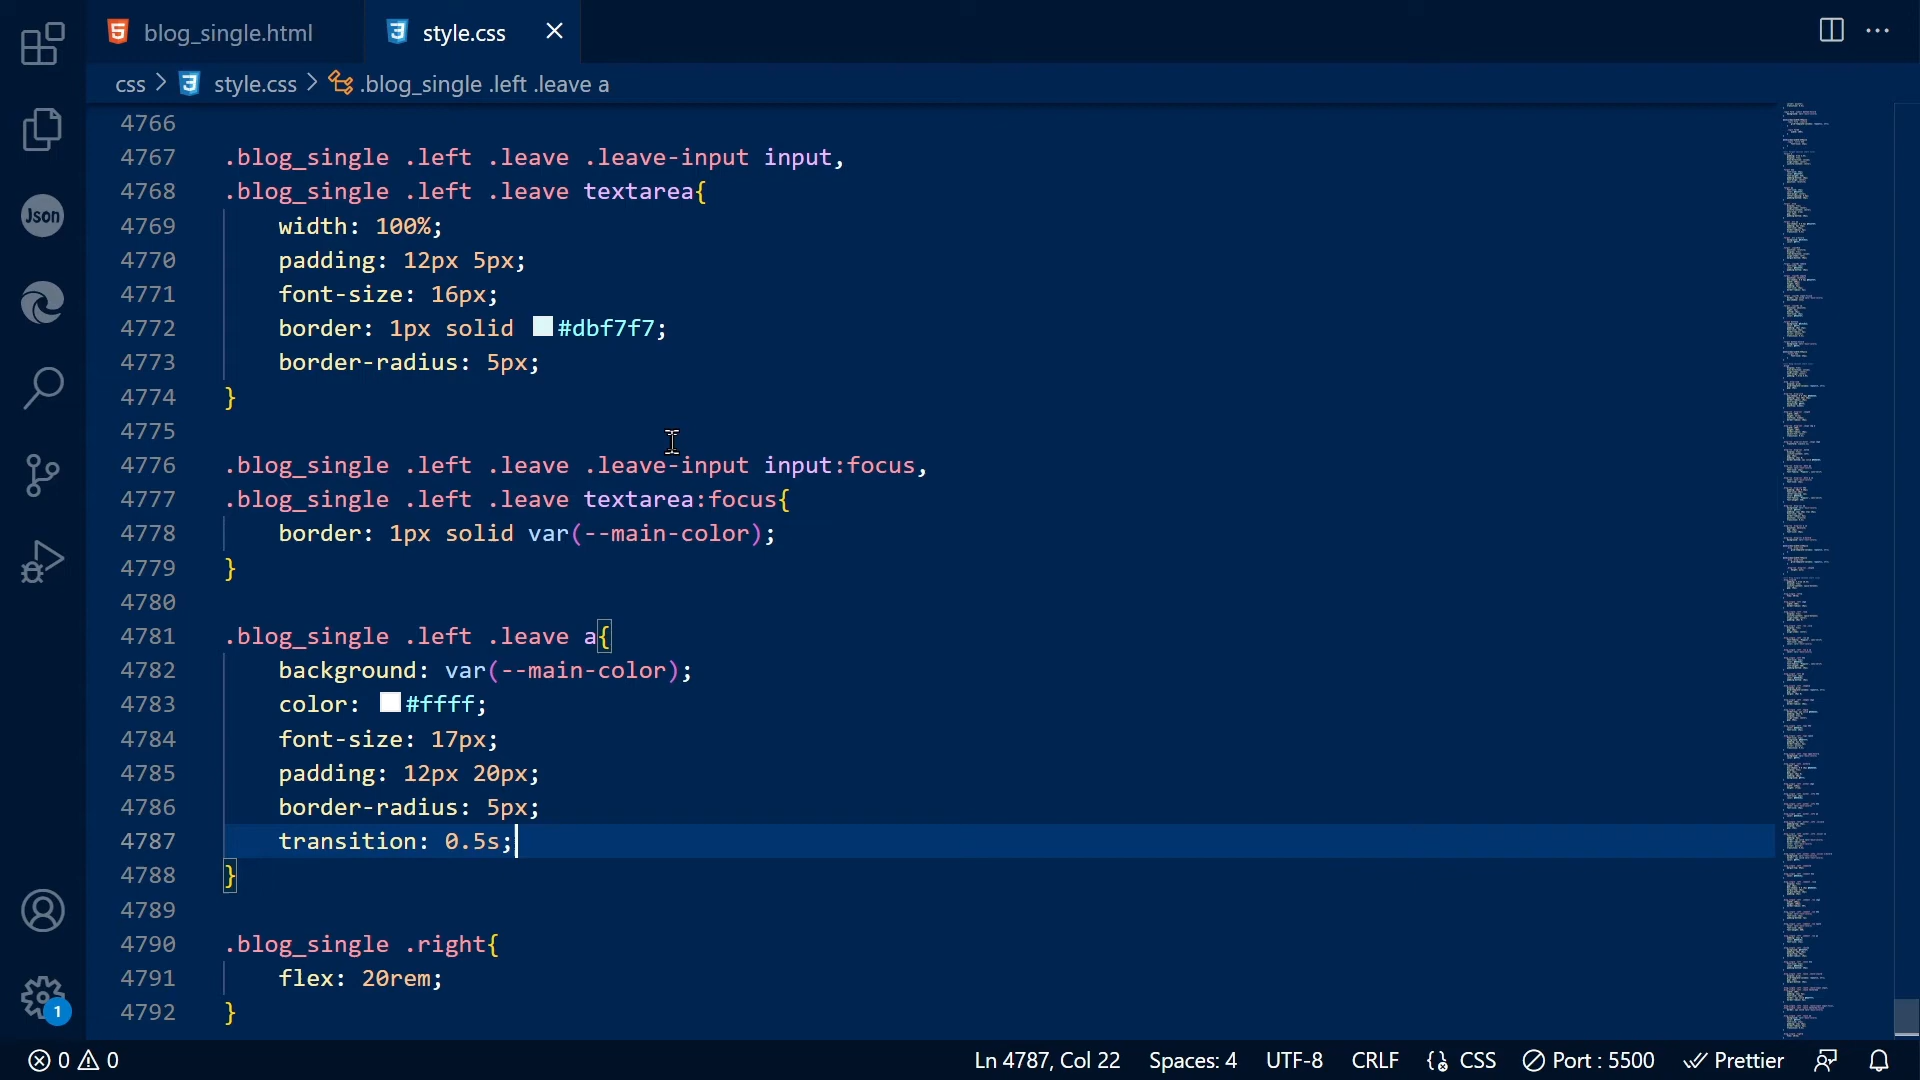 blog_single.html
style.css
css > style.css > .blog_single .left .leave a
4766
4767 .blog_single .left .leave .leave-input input,
4768 .blog_single .left .leave textarea{
4769 width: 100%;
4770 padding: 12px 5px;
4771 font-size: 16px;
4772 border: 1px solid #dbf7f7;
4773 border-radius: 5px;
4774 }
4775
4776 .blog_single .left .leave .leave-input input:focus,
4777 .blog_single .left .leave textarea:focus{
4778 border: 1px solid var(--main-color);
4779 }
4780
4781 .blog_single .left .leave a{
4782 background: var(--main-color);
4783 color: #ffff;
4784 font-size: 17px;
4785 padding: 12px 20px;
4786 border-radius: 5px;
4787 transition: 0.5s;
4788 }
4789
4790 .blog_single .right{
4791 flex: 20rem;
4792 }
Json
1
0 0 Ln 4787, Col 22 Spaces: 4 UTF-8 CRLF {} CSS Port : 5500 Prettier